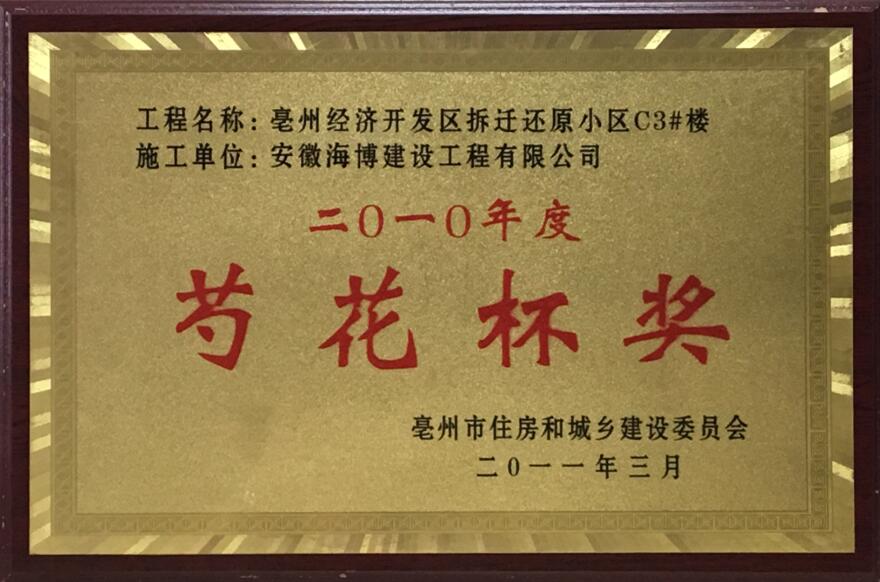 工程名称：亳州经济开发区拆迁还原小区C3#楼
施工单位：安徽海博建设工程有限公司
二〇一〇年度
芍花杯奖
亳州市住房和城乡建设委员会
二〇一一年三月